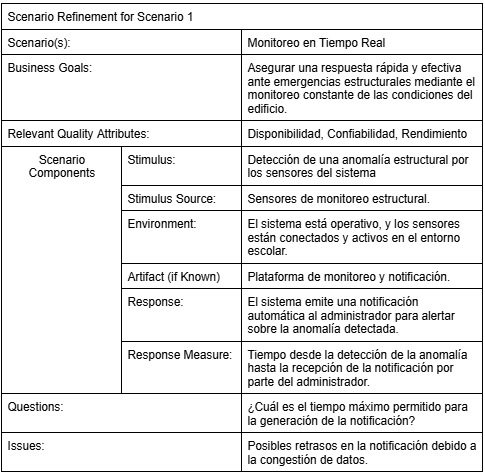 Scenario Refinement for Scenario 1
Scenario(s):
Monitoreo en Tiempo Real
Business Goals:
Asegurar una respuesta rápida y efectiva
ante emergencias estructurales mediante el
monitoreo constante de las condiciones del
edificio.
Relevant Quality Attributes:
Disponibilidad, Confiabilidad, Rendimiento
Scenario
Components
Stimulus:
Detección de una anomalía estructural por
los sensores del sistema
Stimulus Source:
Sensores de monitoreo estructural.
Environment:
El sistema está operativo, y los sensores
están conectados y activos en el entorno
escolar.
Artifact (if Known)
Plataforma de monitoreo y notificación.
Response:
El sistema emite una notificación
automática al administrador para alertar
sobre la anomalía detectada.
Response Measure:
Tiempo desde la detección de la anomalía
hasta la recepción de la notificación por
parte del administrador.
Questions:
¿Cuál es el tiempo máximo permitido para
la generación de la notificación?
Issues:
Posibles retrasos en la notificación debido a
la congestión de datos.